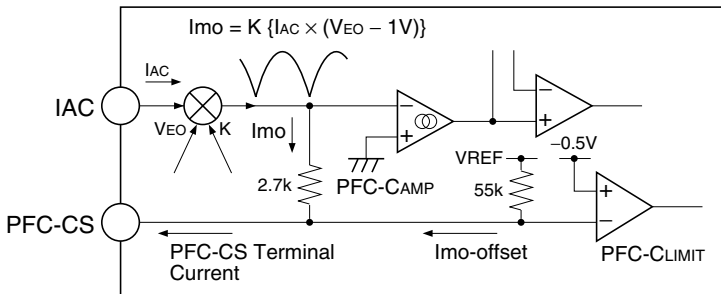 Imo = K {IAC × (VEO – 1V)}
IAC
IAC
VEO
K
Imo
–
+
PFC-CAMP
–
+
2.7k
VREF
55k
–0.5V
+
–
PFC-CS
PFC-CS Terminal
Current
Imo-offset
PFC-CLIMIT